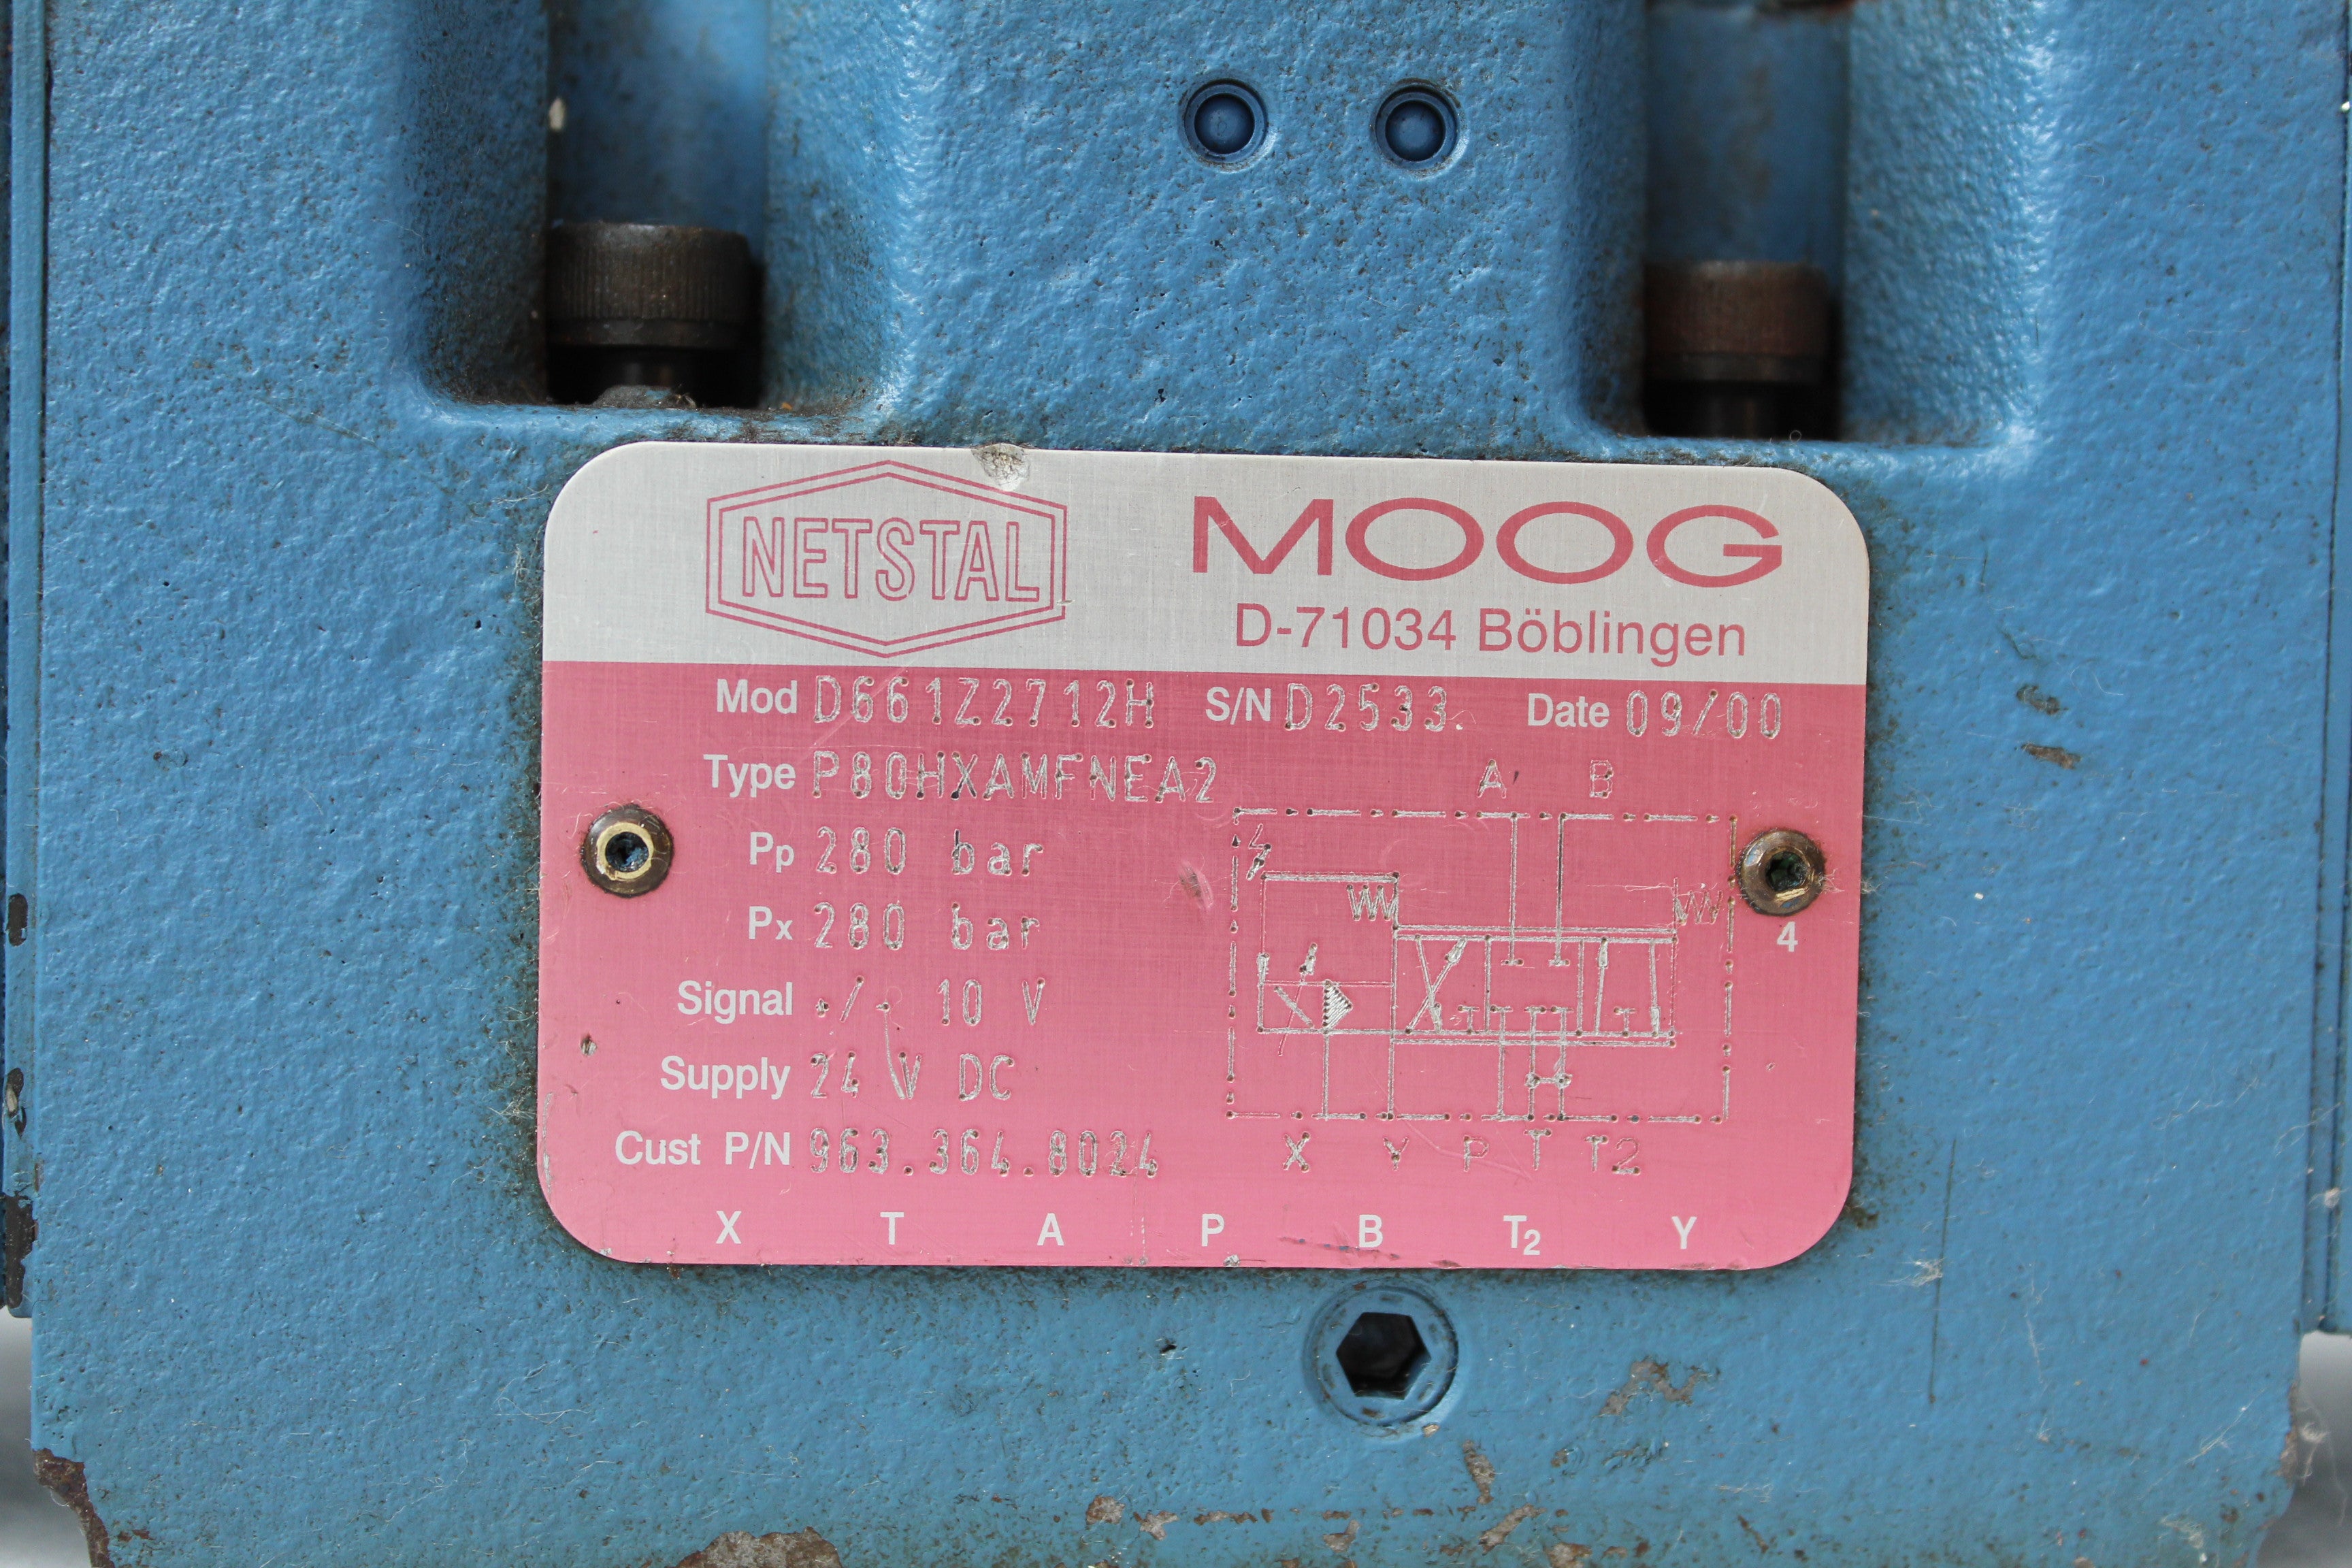 NETSTAL
MOOG
D-71034 Böblingen
Mod D661Z2712H S/N D2533. Date 09/00
Type P80HXAMFNEA2
A B
Pp 280 bar
Px 280 bar
4
Signal +/- 10 V
Supply 24 V DC
Cust P/N 963.364.8024
X Y P T T2
X T A P B T2 Y